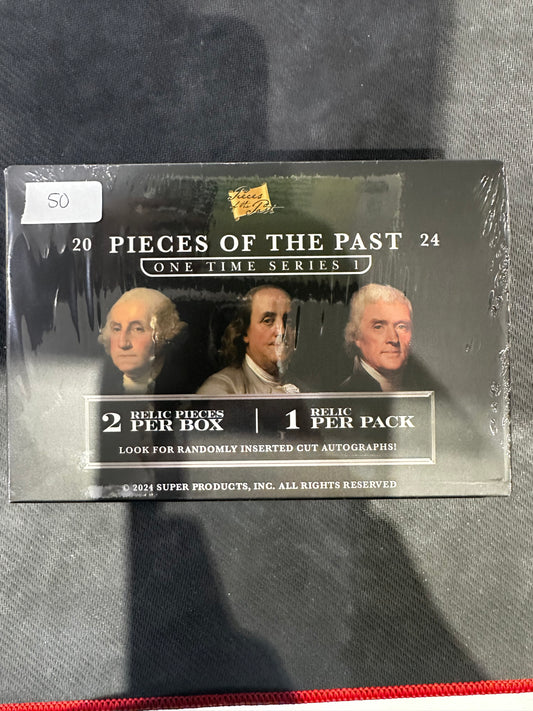 50
Pieces
of the Past
20 PIECES OF THE PAST 24
ONE TIME SERIES 1
2 RELIC PIECES PER BOX | 1 RELIC PER PACK
LOOK FOR RANDOMLY INSERTED CUT AUTOGRAPHS!
© 2024 SUPER PRODUCTS, INC. ALL RIGHTS RESERVED